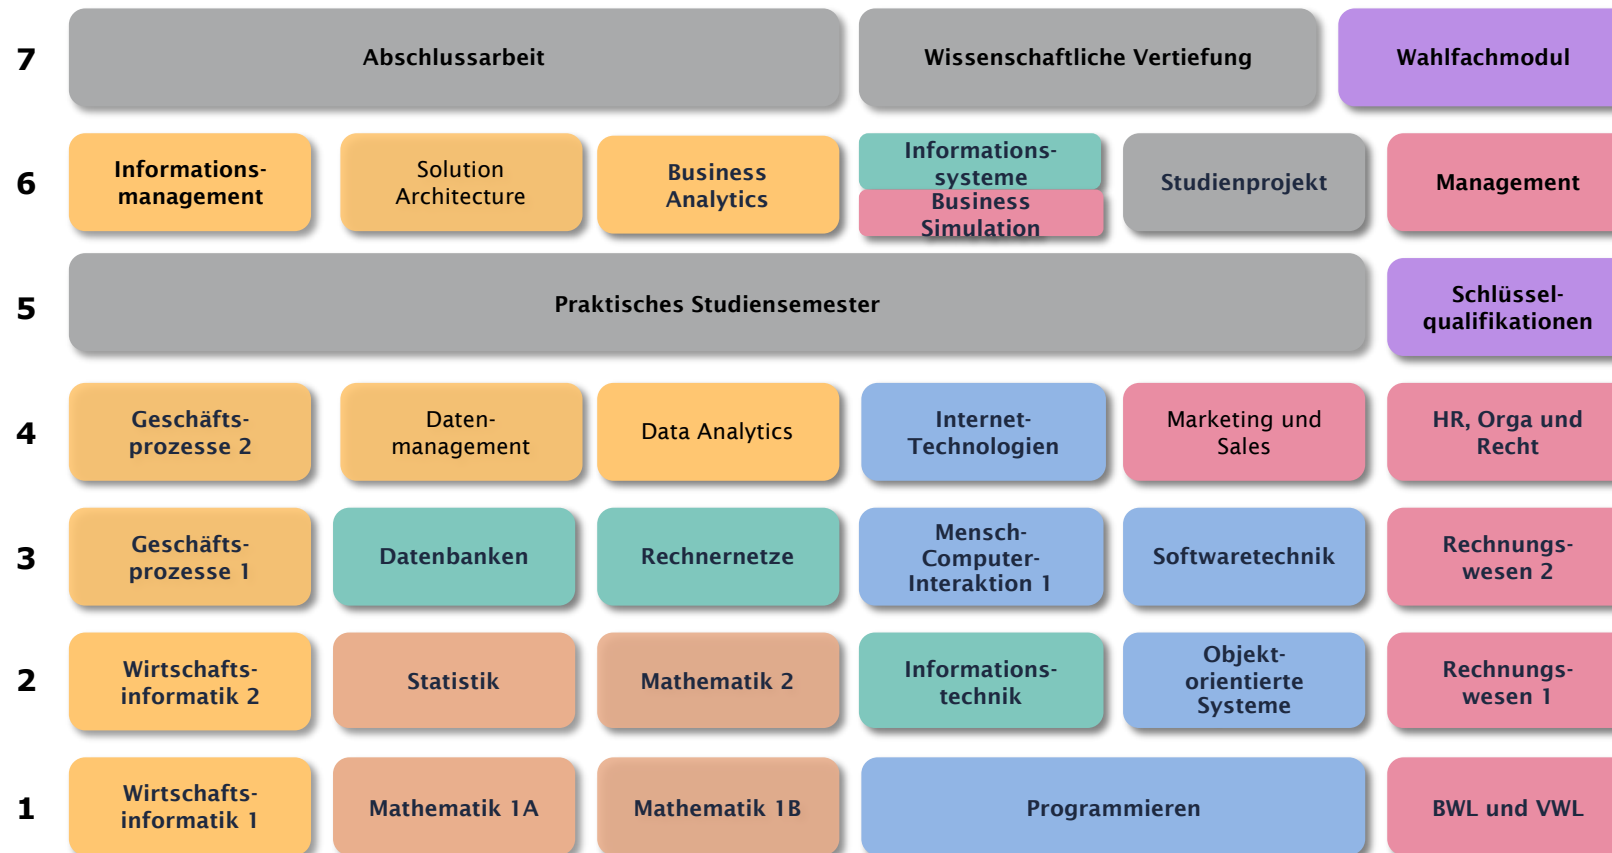 7
Abschlussarbeit
Wissenschaftliche Vertiefung
Wahlfachmodul
6
Informations-
management
Solution
Architecture
Business
Analytics
Informations-
systeme
Business
Simulation
Studienprojekt
Management
5
Praktisches Studiensemester
Schlüssel-
qualifikationen
4
Geschäfts-
prozesse 2
Daten-
management
Data Analytics
Internet-
Technologien
Marketing und
Sales
HR, Orga und
Recht
3
Geschäfts-
prozesse 1
Datenbanken
Rechnernetze
Mensch-
Computer-
Interaktion 1
Softwaretechnik
Rechnungs-
wesen 2
2
Wirtschafts-
informatik 2
Statistik
Mathematik 2
Informations-
technik
Objekt-
orientierte
Systeme
Rechnungs-
wesen 1
1
Wirtschafts-
informatik 1
Mathematik 1A
Mathematik 1B
Programmieren
BWL und VWL